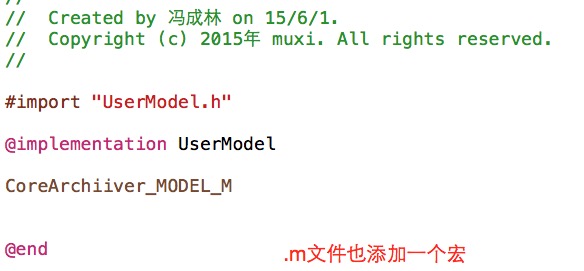 //
//  Created by 冯成林 on 15/6/1.
//  Copyright (c) 2015年 muxi. All rights reserved.
//
#import "UserModel.h"
@implementation UserModel
CoreArchiiver_MODEL_M
@end
.m文件也添加一个宏